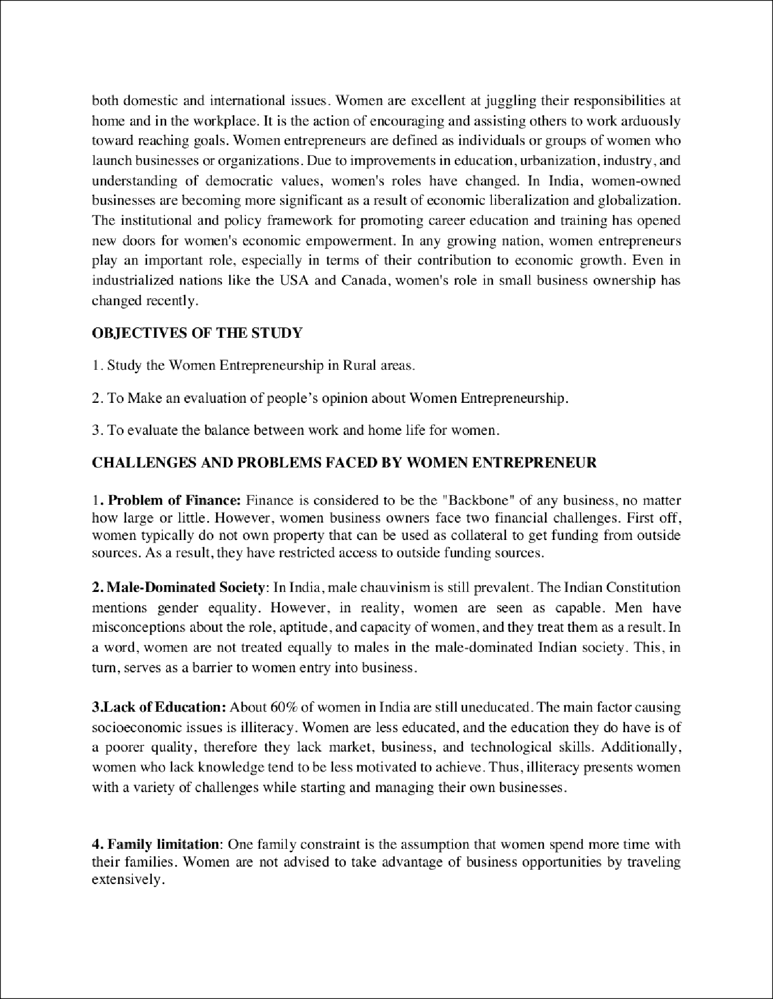 both domestic and international issues. Women are excellent at juggling their responsibilities at
home and in the workplace. It is the action of encouraging and assisting others to work arduously
toward reaching goals. Women entrepreneurs are defined as individuals or groups of women who
launch businesses or organizations. Due to improvements in education, urbanization, industry, and
understanding of democratic values, women's roles have changed. In India, women-owned
businesses are becoming more significant as a result of economic liberalization and globalization.
The institutional and policy framework for promoting career education and training has opened
new doors for women's economic empowerment. In any growing nation, women entrepreneurs
play an important role, especially in terms of their contribution to economic growth. Even in
industrialized nations like the USA and Canada, women's role in small business ownership has
changed recently.
OBJECTIVES OF THE STUDY
1. Study the Women Entrepreneurship in Rural areas.
2. To Make an evaluation of people’s opinion about Women Entrepreneurship.
3. To evaluate the balance between work and home life for women.
CHALLENGES AND PROBLEMS FACED BY WOMEN ENTREPRENEUR
1. Problem of Finance: Finance is considered to be the "Backbone" of any business, no matter
how large or little. However, women business owners face two financial challenges. First off,
women typically do not own property that can be used as collateral to get funding from outside
sources. As a result, they have restricted access to outside funding sources.
2. Male-Dominated Society: In India, male chauvinism is still prevalent. The Indian Constitution
mentions gender equality. However, in reality, women are seen as capable. Men have
misconceptions about the role, aptitude, and capacity of women, and they treat them as a result. In
a word, women are not treated equally to males in the male-dominated Indian society. This, in
turn, serves as a barrier to women entry into business.
3.Lack of Education: About 60% of women in India are still uneducated. The main factor causing
socioeconomic issues is illiteracy. Women are less educated, and the education they do have is of
a poorer quality, therefore they lack market, business, and technological skills. Additionally,
women who lack knowledge tend to be less motivated to achieve. Thus, illiteracy presents women
with a variety of challenges while starting and managing their own businesses.
4. Family limitation: One family constraint is the assumption that women spend more time with
their families. Women are not advised to take advantage of business opportunities by traveling
extensively.